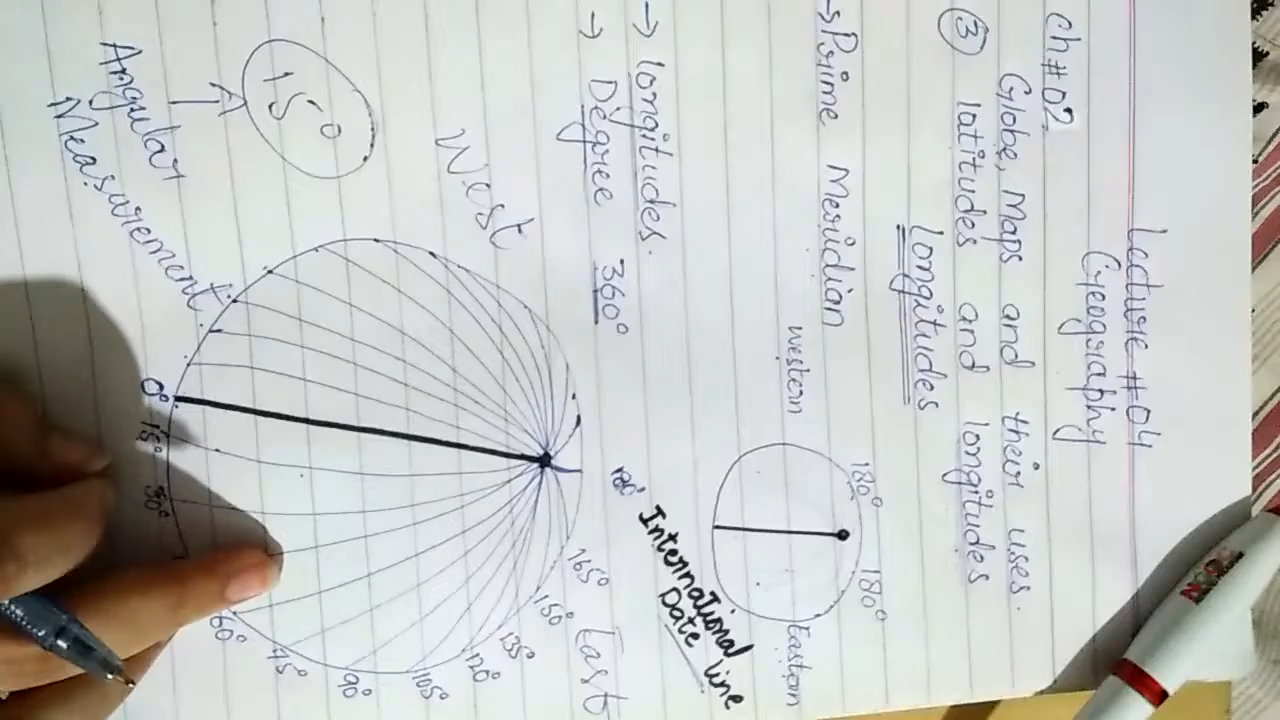 Lecture #04
Geography
Ch#02
Globe, Maps and their uses.
③ latitudes and longitudes
longitudes
→ Prime Meridian
180° 180°
western Eastern
→ longitudes.
→ Degree 360°
180° International
Date line
West
East
15°
A
Angular
Measurement.
0°
15°
30°
60°
75°
90°
105°
120°
135°
150°
165°